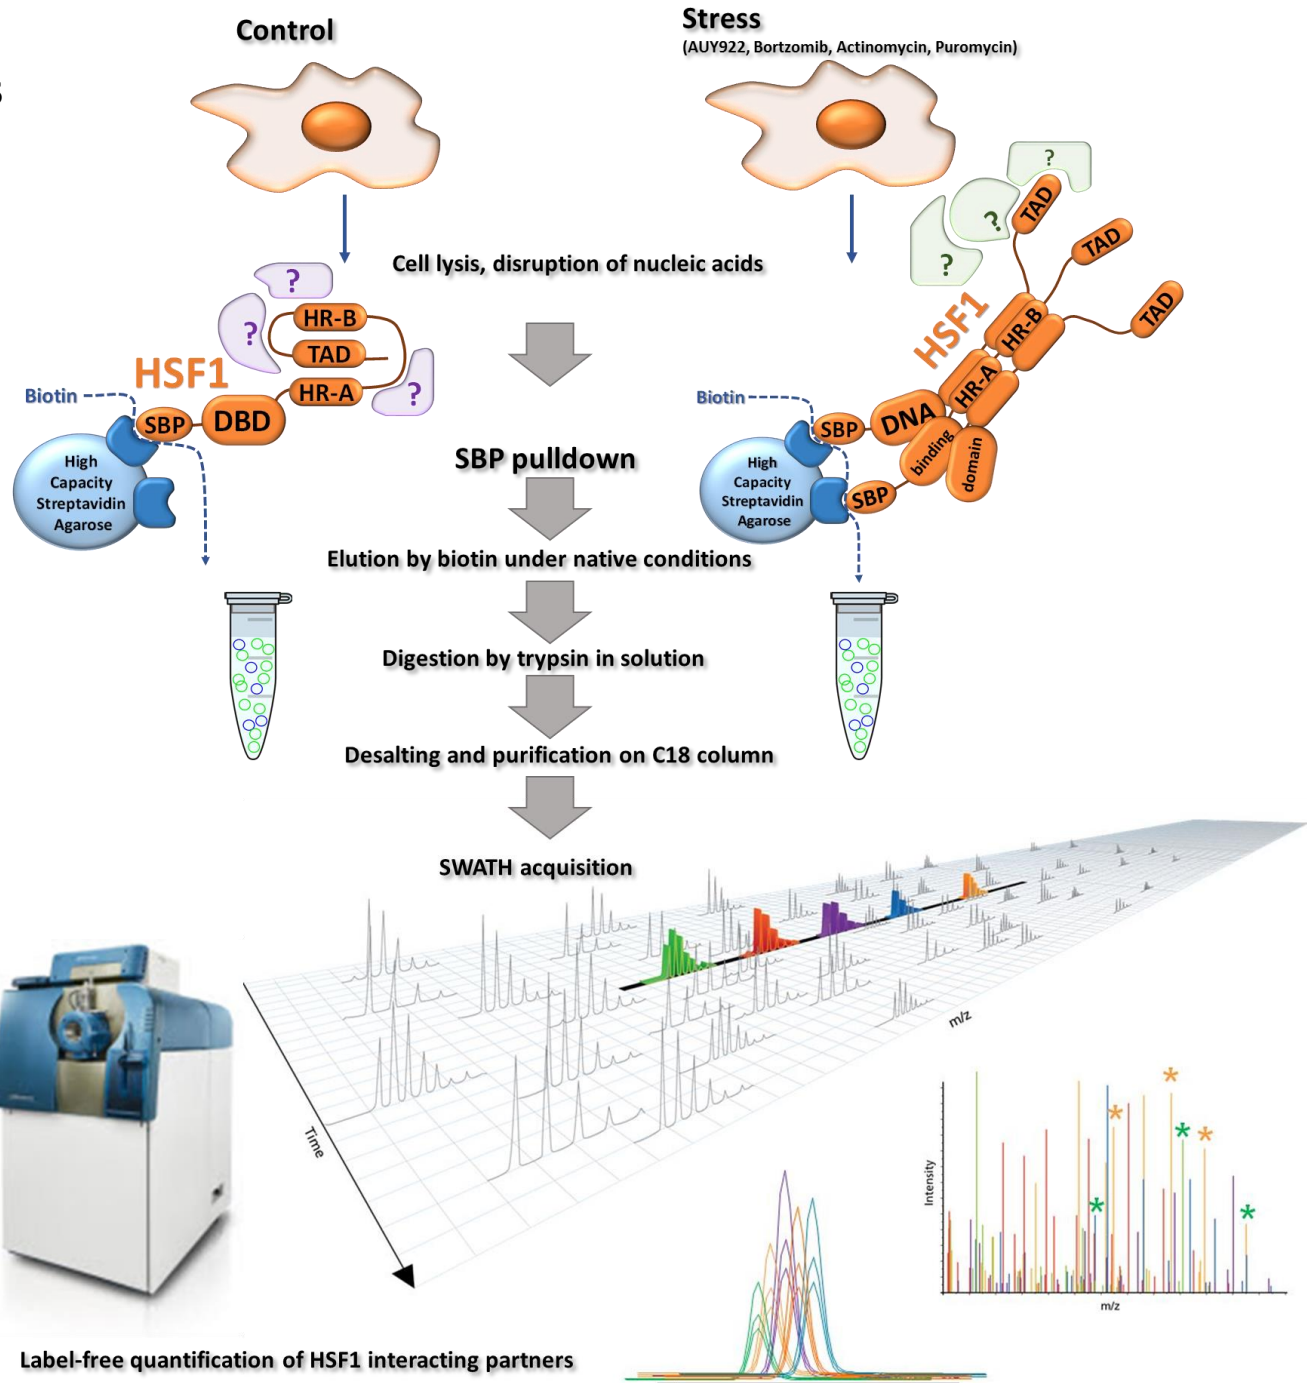 Control
Stress
(AUY922, Bortzomib, Actinomycin, Puromycin)
?
?
?
TAD
TAD
TAD
Cell lysis, disruption of nucleic acids
?
?
?
HR-B
TAD
HR-A
HSF1
HSF1
HR-B
HR-A
Biotin
SBP
DBD
Biotin
SBP
DNA
binding
domain
SBP
High
Capacity
Streptavidin
Agarose
High
Capacity
Streptavidin
Agarose
SBP pulldown
Elution by biotin under native conditions
Digestion by trypsin in solution
Desalting and purification on C18 column
SWATH acquisition
m/z
Time
Intensity
* * * * * *
m/z
Label-free quantification of HSF1 interacting partners